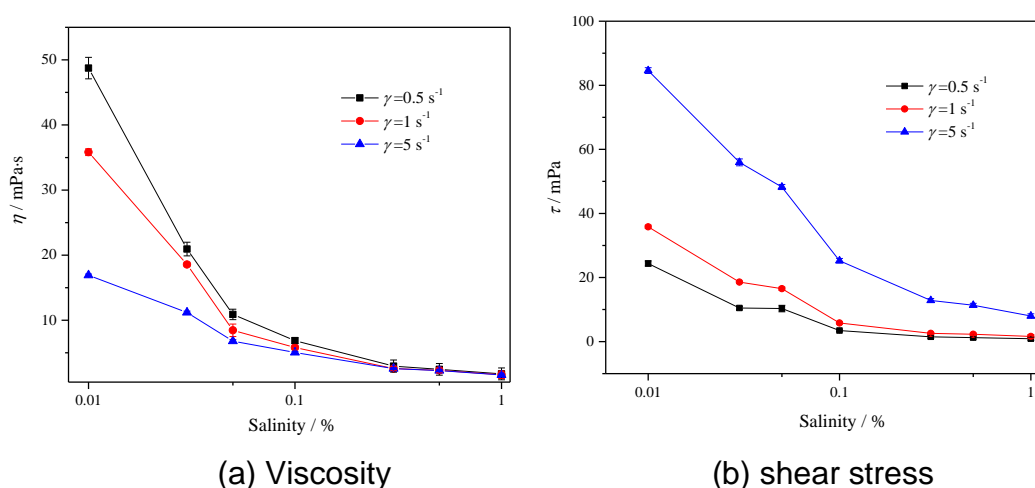 50
40
30
20
10
η / mPa·s
γ=0.5 s⁻¹
γ=1 s⁻¹
γ=5 s⁻¹
0.01
0.1
1
Salinity / %
(a) Viscosity
100
80
60
40
20
0
τ / mPa
γ=0.5 s⁻¹
γ=1 s⁻¹
γ=5 s⁻¹
0.01
0.1
1
Salinity / %
(b) shear stress